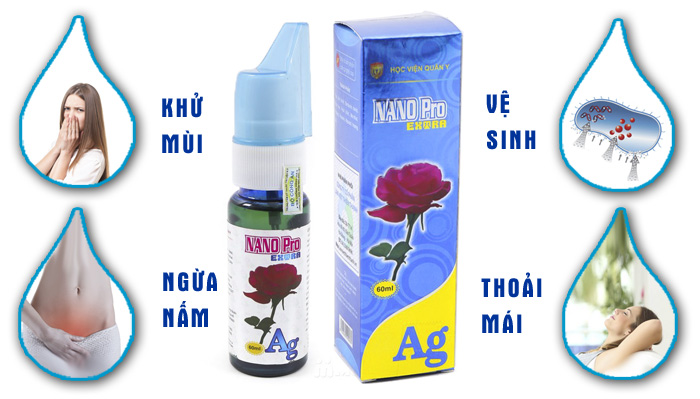 KHỬ
MÙI
NGỪA
NẤM
NANO Pro
EXTRA
60ml
Ag
HỌC VIỆN QUÂN Y
NANO Pro
EXTRA
60ml
Ag
VỆ
SINH
THOẢI
MÁI